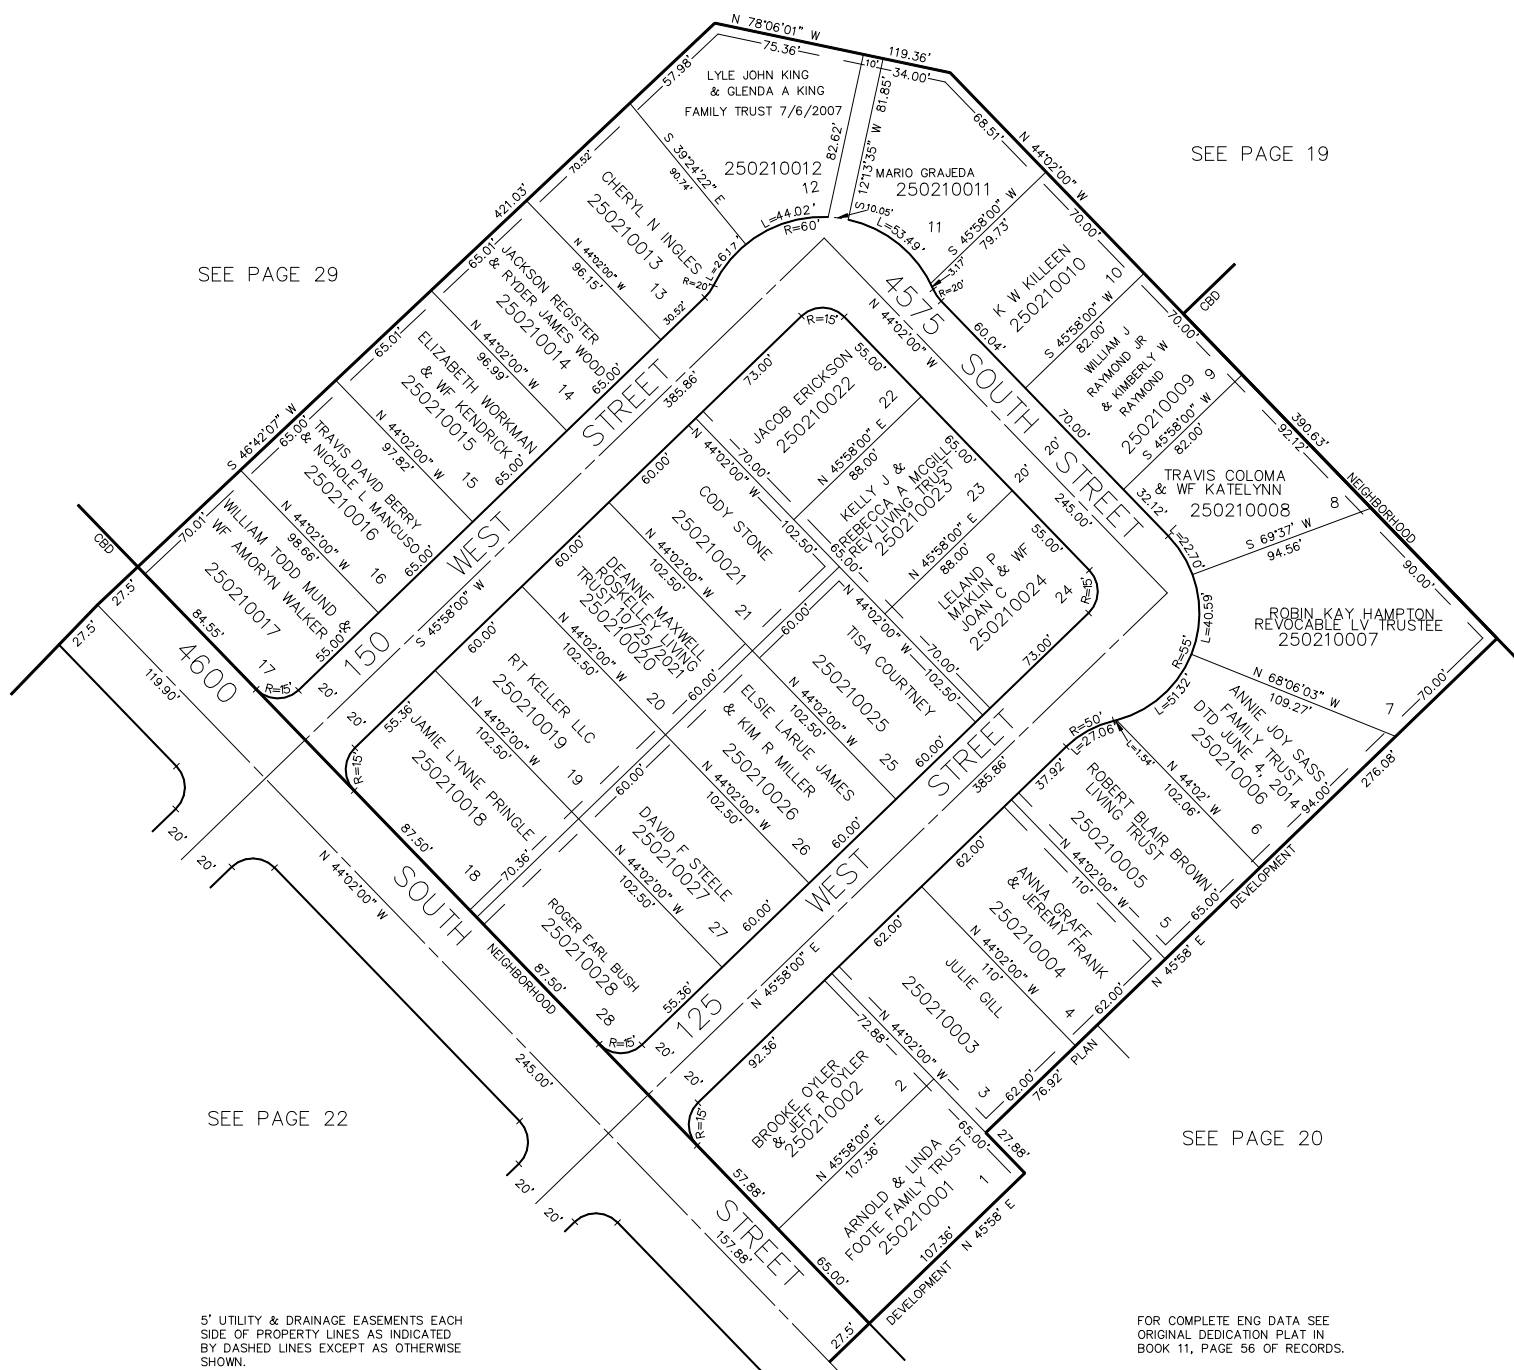 N 78°06'01" W
75.36'
119.36'
10'
34.00'
57.98'
LYLE JOHN KING
& GLENDA A KING
FAMILY TRUST 7/6/2007
250210012
12
82.62'
81.85'
S 12°13'35" W
68.51'
N 44°02'00" W
SEE PAGE 19
MARIO GRAJEDA
250210011
11
10.05'
L=53.49'
S 45°58'00" W
79.73'
3.17'
R=20'
70.00'
70.52'
S 39°24'22" E
90.74'
L=44.02'
R=60'
L=26.17'
R=20'
421.03'
CHERYL N INGLES
250210013
13
N 44°02'00" W
96.15'
30.52'
SEE PAGE 29
65.01'
JACKSON REGISTER
& RYDER JAMES WOOD
250210014
14
65.00'
N 44°02'00" W
96.99'
65.01'
ELIZABETH WORKMAN
& WF KENDRICK
250210015
15
65.00'
N 44°02'00" W
97.82'
S 46°42'07" W
65.00'
TRAVIS DAVID BERRY
& NICHOLE L MANCUSO
250210016
16
65.00'
N 44°02'00" W
98.66'
70.01'
WILLIAM TODD MUND &
WF AMORYN WALKER
250210017
17
55.00'
84.55'
R=15'
CBD
27.5'
27.5'
K W KILLEEN
250210010
10
60.04'
S 45°58'00" W
82.00'
CBD
70.00'
WILLIAM J
RAYMOND JR
& KIMBERLY W
RAYMOND
250210009
9
70.00'
S 45°58'00" W
82.00'
390.63'
92.12'
NEIGHBORHOOD
TRAVIS COLOMA
& WF KATELYNN
250210008
8
32.12'
L=22.70'
S 69°37' W
94.56'
90.00'
ROBIN KAY HAMPTON
REVOCABLE LV TRUSTEE
250210007
7
L=40.59'
R=55'
N 68°06'03" W
109.27'
70.00'
ANNIE JOY SASS
FAMILY TRUST
DTD JUNE 4, 2014
250210006
6
L=51.32'
94.00'
276.08'
R=50'
L=27.06'
L=1.54'
N 44°02' W
102.06'
ROBERT BLAIR BROWN
LIVING TRUST
250210005
5
37.92'
65.00'
DEVELOPMENT
N 44°02'00" W
110'
ANNA GRAFF
& JEREMY FRANK
250210004
4
62.00'
62.00'
N 45°58' E
N 44°02'00" W
110'
JULIE GILL
250210003
3
62.00'
62.00'
76.92'
PLAN
N 44°02'00" W
72.88'
BROOKE OYLER
& JEFF R OYLER
250210002
2
92.36'
R=15'
57.88'
N 45°58'00" E
107.36'
65.00'
27.88'
ARNOLD & LINDA
FOOTE FAMILY TRUST
250210001
1
65.00'
107.36'
N 45°58' E
DEVELOPMENT
27.5'
SEE PAGE 20
4575 SOUTH STREET
N 44°02'00" W
20'
20'
245.00'
150 WEST STREET
S 45°58'00" W
385.86'
20'
20'
R=15'
73.00'
55.00'
JACOB ERICKSON
250210022
22
70.00'
N 45°58'00" E
88.00'
65.00'
KELLY J &
REBECCA A MCGILL
REV LIVING TRUST
250210023
23
65.00'
N 45°58'00" E
88.00'
55.00'
LELAND P
MAKLIN & WF
JOAN C
250210024
24
R=15'
73.00'
70.00'
N 44°02'00" W
102.50'
60.00'
CODY STONE
250210021
21
N 44°02'00" W
102.50'
60.00'
60.00'
DEANNE MAXWELL
ROSKELLEY LIVING
TRUST 10/25/2021
250210020
20
60.00'
N 44°02'00" W
102.50'
60.00'
RT KELLER LLC
250210019
19
60.00'
N 44°02'00" W
102.50'
55.36'
JAMIE LYNNE PRINGLE
250210018
18
R=15'
87.50'
70.36'
N 44°02'00" W
102.50'
TISA COURTNEY
250210025
25
60.00'
N 44°02'00" W
102.50'
ELSIE LARUE JAMES
& KIM R MILLER
250210026
26
60.00'
N 44°02'00" W
102.50'
DAVID F STEELE
250210027
27
60.00'
N 44°02'00" W
102.50'
ROGER EARL BUSH
250210028
28
55.36'
87.50'
NEIGHBORHOOD
R=15'
125 WEST STREET
N 45°58'00" E
385.86'
20'
20'
4600 SOUTH STREET
119.90'
N 44°02'00" W
245.00'
157.88'
20'
20'
20'
20'
SEE PAGE 22
5' UTILITY & DRAINAGE EASEMENTS EACH
SIDE OF PROPERTY LINES AS INDICATED
BY DASHED LINES EXCEPT AS OTHERWISE
SHOWN.
FOR COMPLETE ENG DATA SEE
ORIGINAL DEDICATION PLAT IN
BOOK 11, PAGE 56 OF RECORDS.